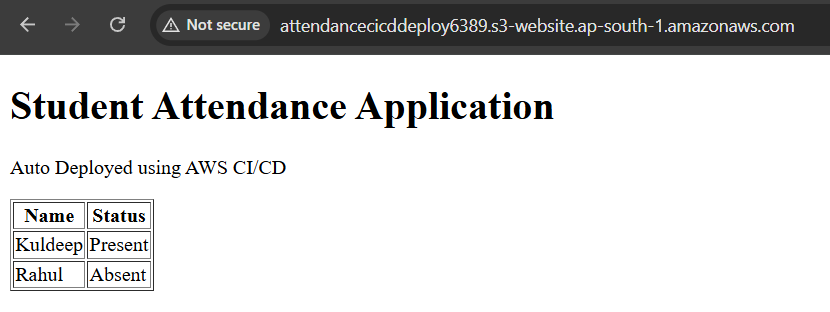 Not secure attendancecicddeploy6389.s3-website.ap-south-1.amazonaws.com
Student Attendance Application
Auto Deployed using AWS CI/CD
Name Status
Kuldeep Present
Rahul Absent